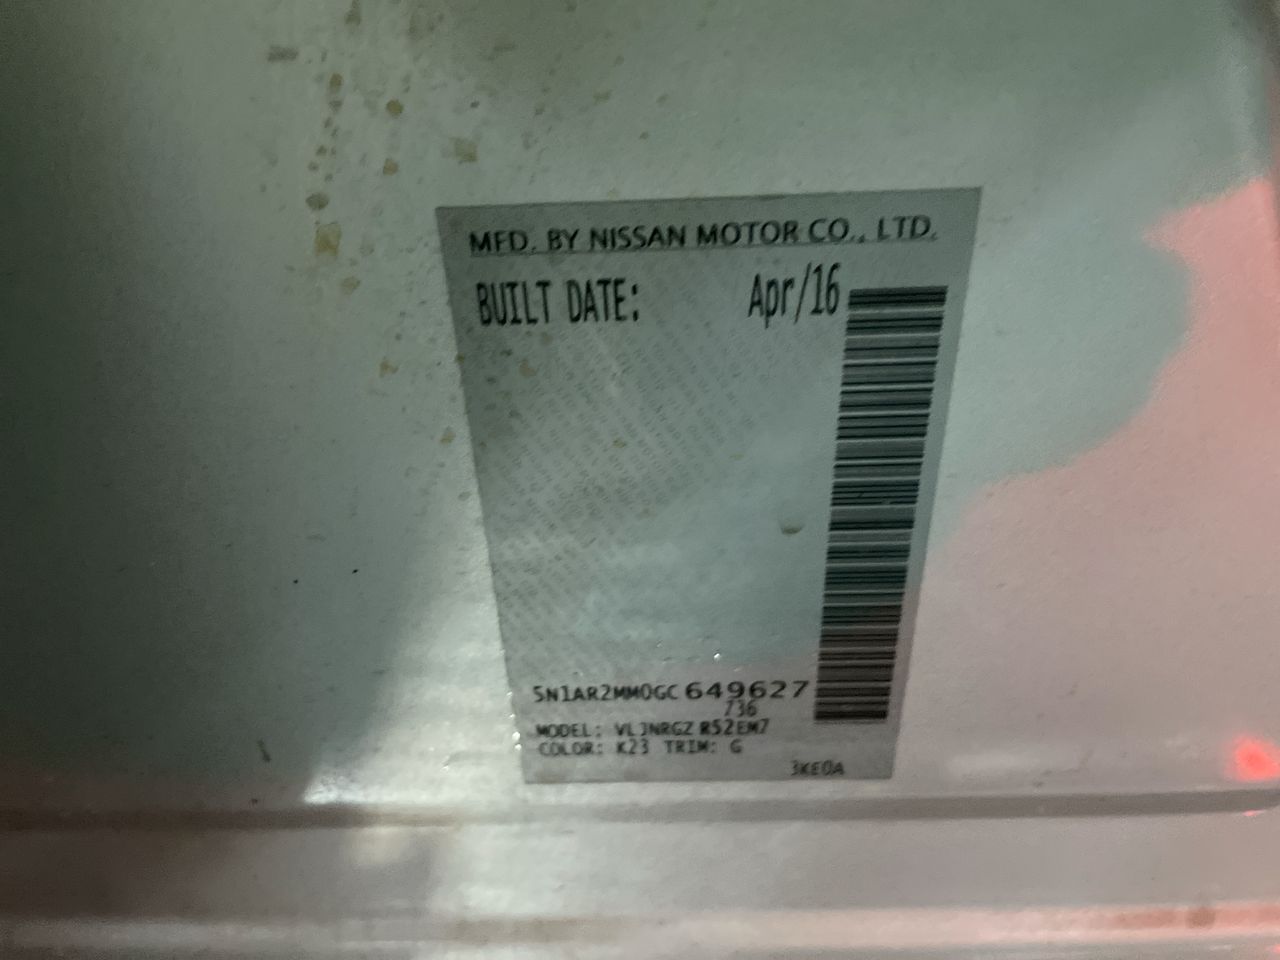 MFD. BY NISSAN MOTOR CO., LTD.
BUILT DATE: Apr/16
5N1AR2MM0GC649627
736
MODEL: VLJNRGZ R52EM7
COLOR: K23 TRIM: G
3KE0A